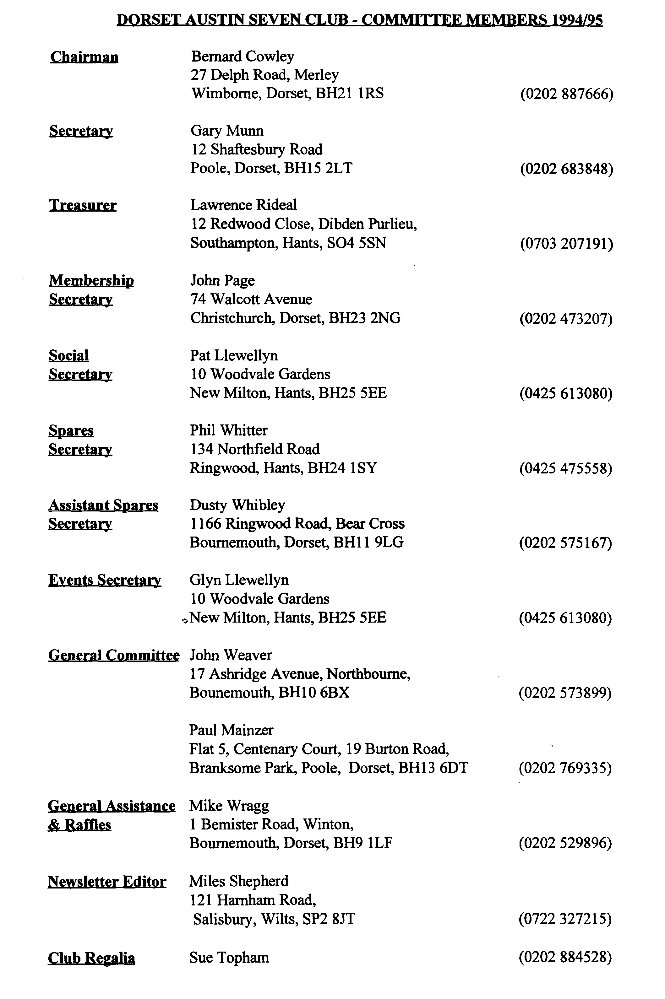 DORSET AUSTIN SEVEN CLUB - COMMITTEE MEMBERS 1994/95
Chairman Bernard Cowley
27 Delph Road, Merley
Wimborne, Dorset, BH21 1RS (0202 887666)
Secretary Gary Munn
12 Shaftesbury Road
Poole, Dorset, BH15 2LT (0202 683848)
Treasurer Lawrence Rideal
12 Redwood Close, Dibden Purlieu,
Southampton, Hants, SO4 5SN (0703 207191)
Membership John Page
Secretary 74 Walcott Avenue
Christchurch, Dorset, BH23 2NG (0202 473207)
Social Pat Llewellyn
Secretary 10 Woodvale Gardens
New Milton, Hants, BH25 5EE (0425 613080)
Spares Phil Whitter
Secretary 134 Northfield Road
Ringwood, Hants, BH24 1SY (0425 475558)
Assistant Spares Dusty Whibley
Secretary 1166 Ringwood Road, Bear Cross
Bournemouth, Dorset, BH11 9LG (0202 575167)
Events Secretary Glyn Llewellyn
10 Woodvale Gardens
New Milton, Hants, BH25 5EE (0425 613080)
General Committee John Weaver
17 Ashridge Avenue, Northbourne,
Bounemouth, BH10 6BX (0202 573899)
Paul Mainzer
Flat 5, Centenary Court, 19 Burton Road,
Branksome Park, Poole, Dorset, BH13 6DT (0202 769335)
General Assistance Mike Wragg
& Raffles 1 Bemister Road, Winton,
Bournemouth, Dorset, BH9 1LF (0202 529896)
Newsletter Editor Miles Shepherd
121 Harnham Road,
Salisbury, Wilts, SP2 8JT (0722 327215)
Club Regalia Sue Topham (0202 884528)